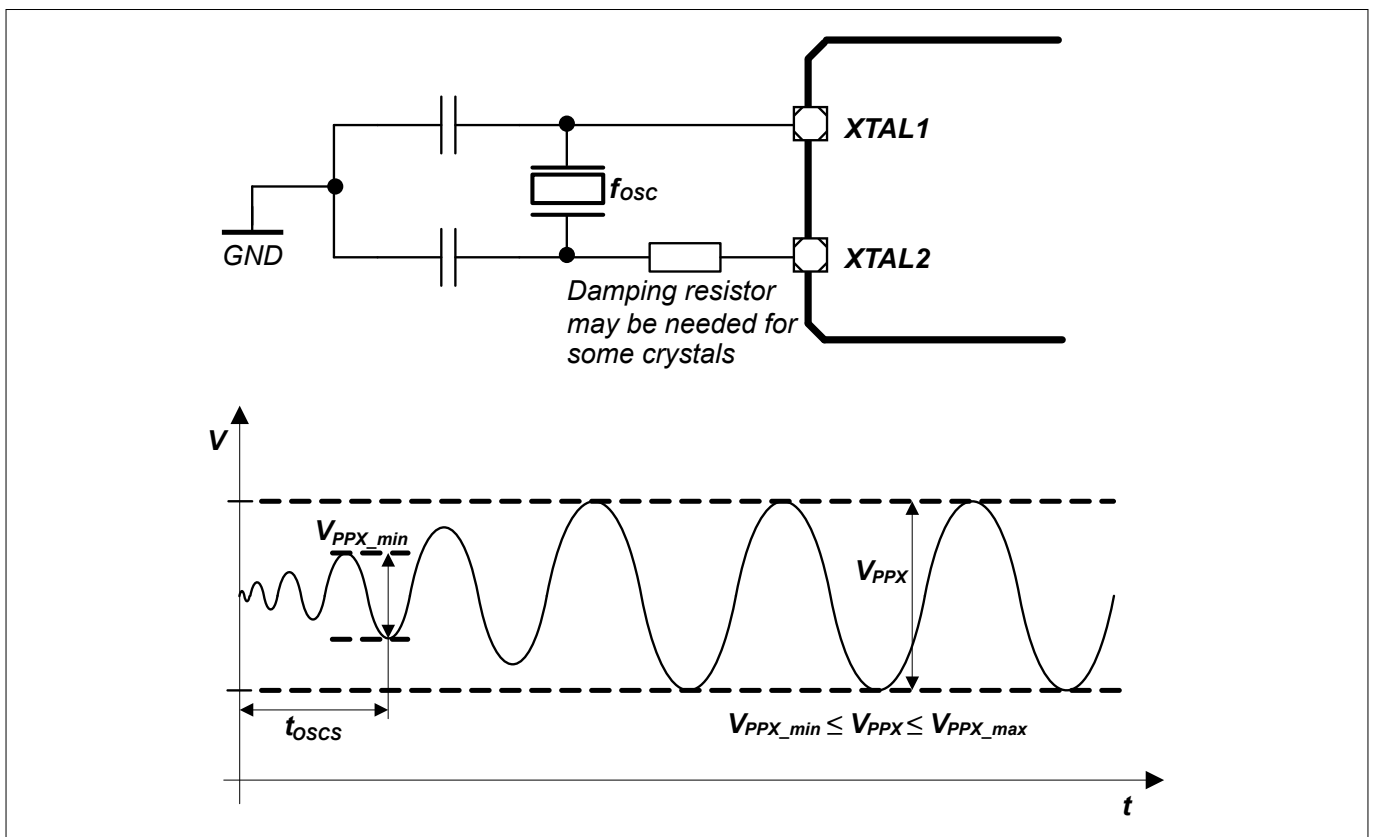 XTAL1
fOSC
GND
XTAL2
Damping resistor
may be needed for
some crystals
V
VPPX_min
VPPX
tOSCS
VPPX_min ≤ VPPX ≤ VPPX_max
t